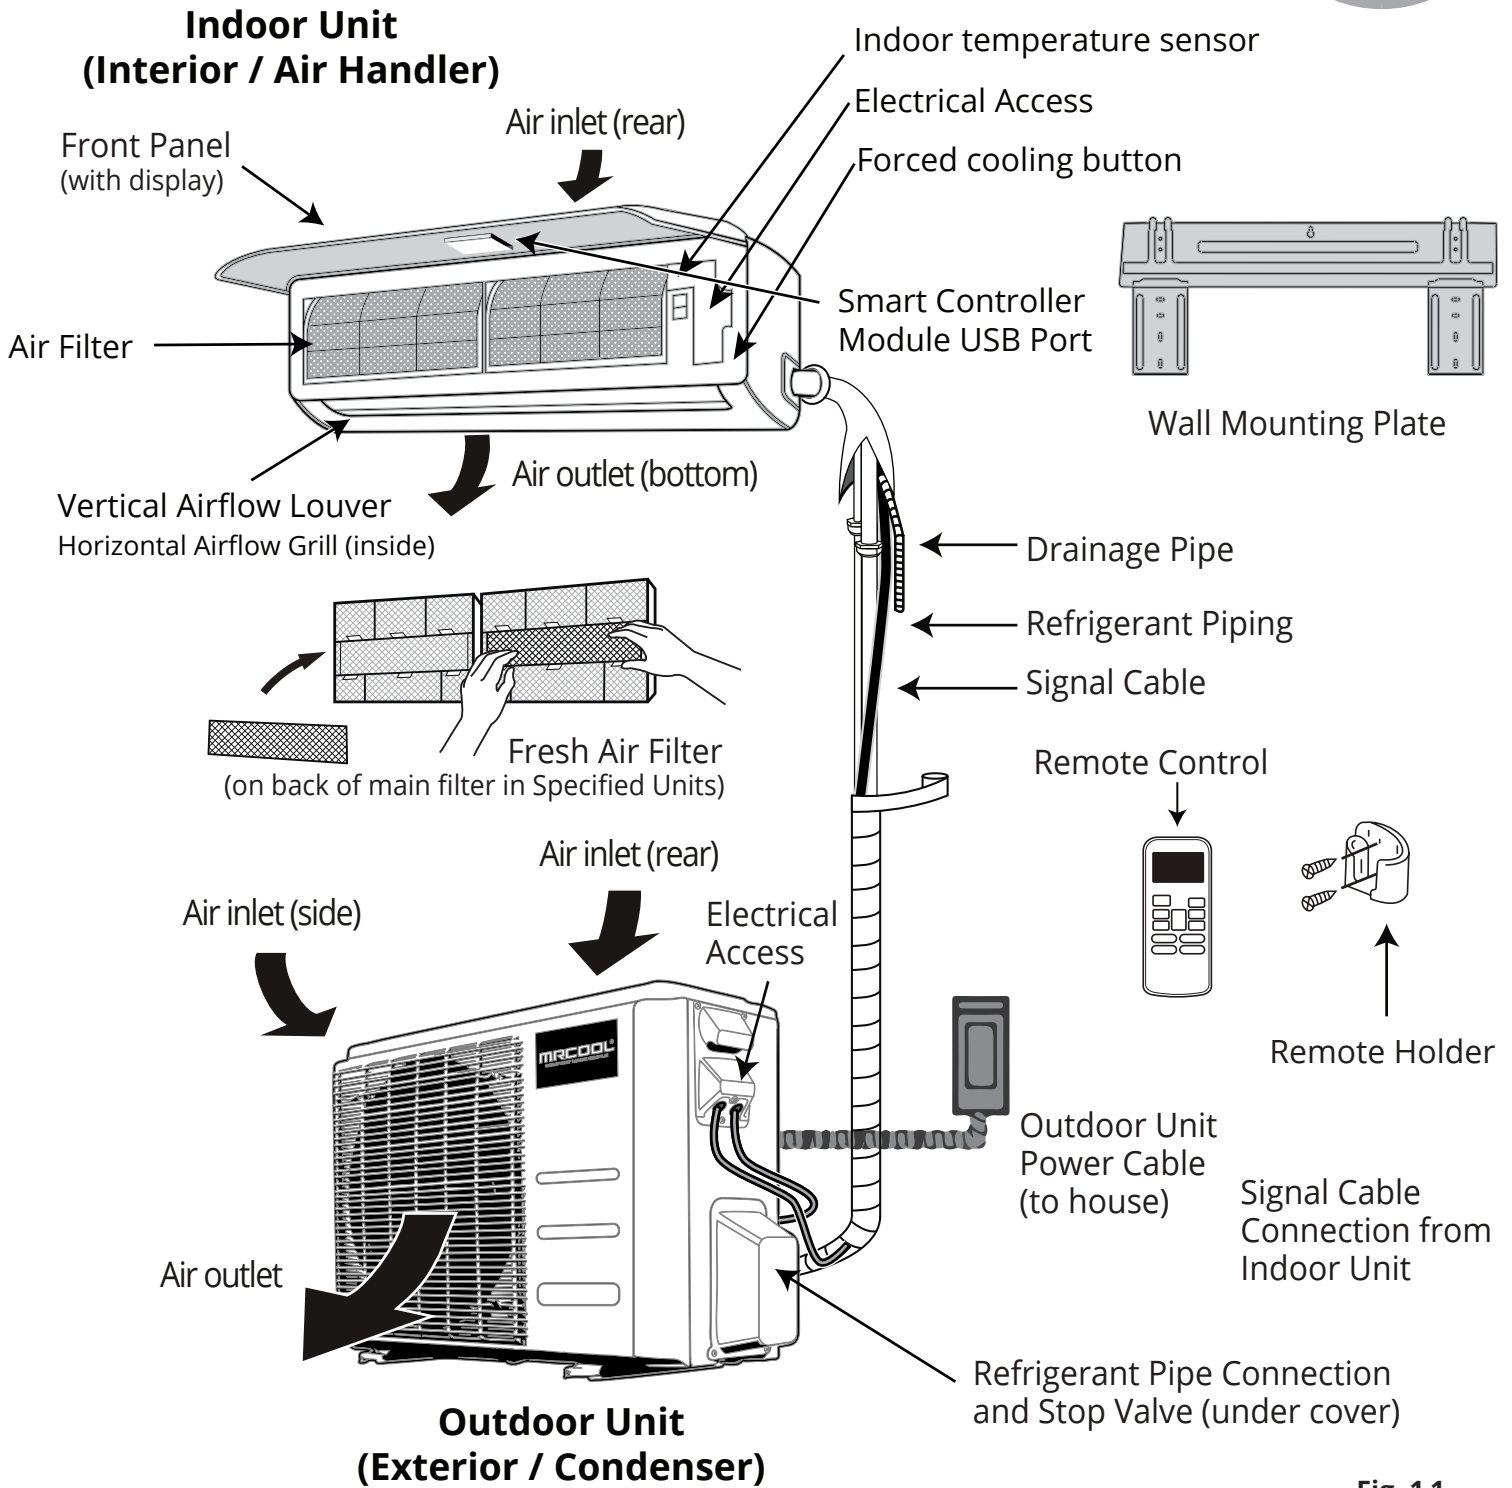 Indoor Unit
(Interior / Air Handler)
Indoor temperature sensor
Electrical Access
Air inlet (rear)
Front Panel
(with display)
Forced cooling button
Smart Controller
Module USB Port
Air Filter
Wall Mounting Plate
Air outlet (bottom)
Vertical Airflow Louver
Horizontal Airflow Grill (inside)
Drainage Pipe
Refrigerant Piping
Signal Cable
Fresh Air Filter
(on back of main filter in Specified Units)
Remote Control
Air inlet (rear)
Air inlet (side)
Electrical
Access
Remote Holder
MRCOOL®
Outdoor Unit
Power Cable
(to house)
Signal Cable
Connection from
Indoor Unit
Air outlet
Refrigerant Pipe Connection
and Stop Valve (under cover)
Outdoor Unit
(Exterior / Condenser)